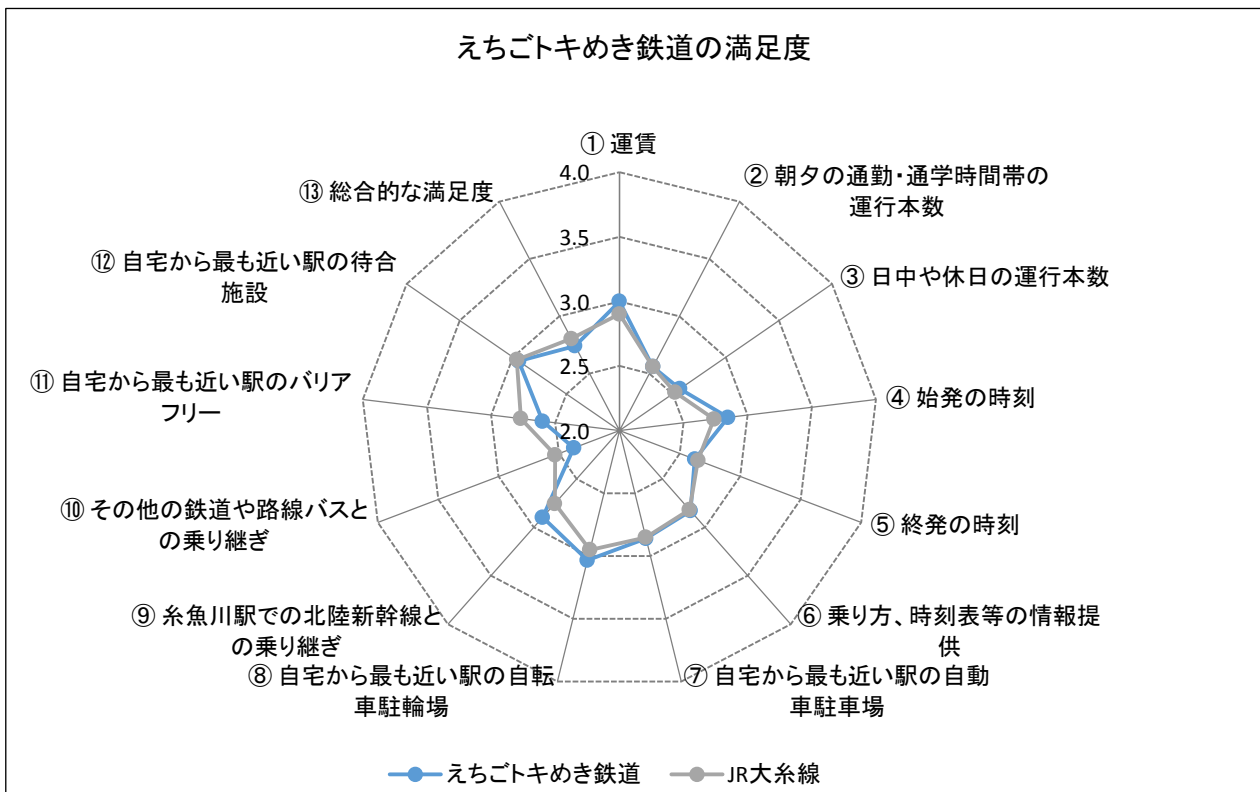 えちごトキめき鉄道の満足度
① 運賃
② 朝夕の通勤・通学時間帯の
運行本数
③ 日中や休日の運行本数
④ 始発の時刻
⑤ 終発の時刻
⑥ 乗り方、時刻表等の情報提
供
⑦ 自宅から最も近い駅の自動
車駐車場
⑧ 自宅から最も近い駅の自転
車駐輪場
⑨ 糸魚川駅での北陸新幹線と
の乗り継ぎ
⑩ その他の鉄道や路線バスと
の乗り継ぎ
⑪ 自宅から最も近い駅のバリア
フリー
⑫ 自宅から最も近い駅の待合
施設
⑬ 総合的な満足度
4.0
3.5
3.0
2.5
2.0
えちごトキめき鉄道
JR大糸線